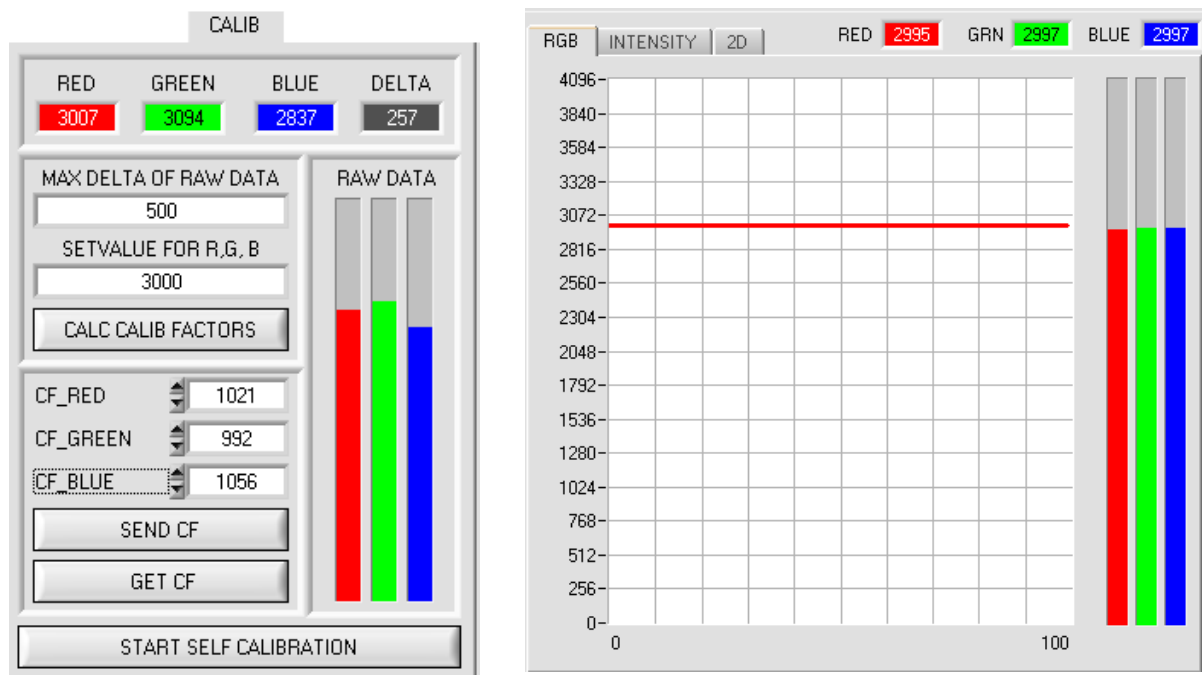 CALIB
RED GREEN BLUE DELTA
3007 3094 2837 257
MAX DELTA OF RAW DATA
500
SETVALUE FOR R,G, B
3000
CALC CALIB FACTORS
RAW DATA
CF_RED 1021
CF_GREEN 992
CF_BLUE 1056
SEND CF
GET CF
START SELF CALIBRATION
RGB INTENSITY 2D RED 2995 GRN 2997 BLUE 2997
4096
3840
3584
3328
3072
2816
2560
2304
2048
1792
1536
1280
1024
768
512
256
0
0 100